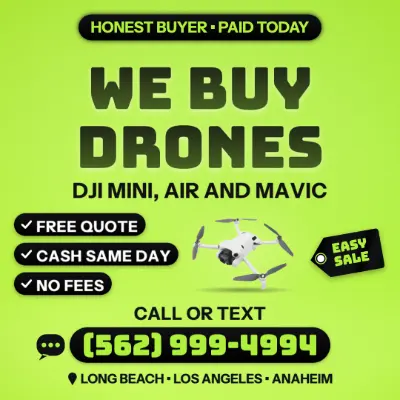 HONEST BUYER • PAID TODAY
WE BUY
DRONES
DJI MINI, AIR AND MAVIC
✓ FREE QUOTE
✓ CASH SAME DAY
✓ NO FEES
EASY
SALE
CALL OR TEXT
(562) 999-4994
LONG BEACH • LOS ANGELES • ANAHEIM